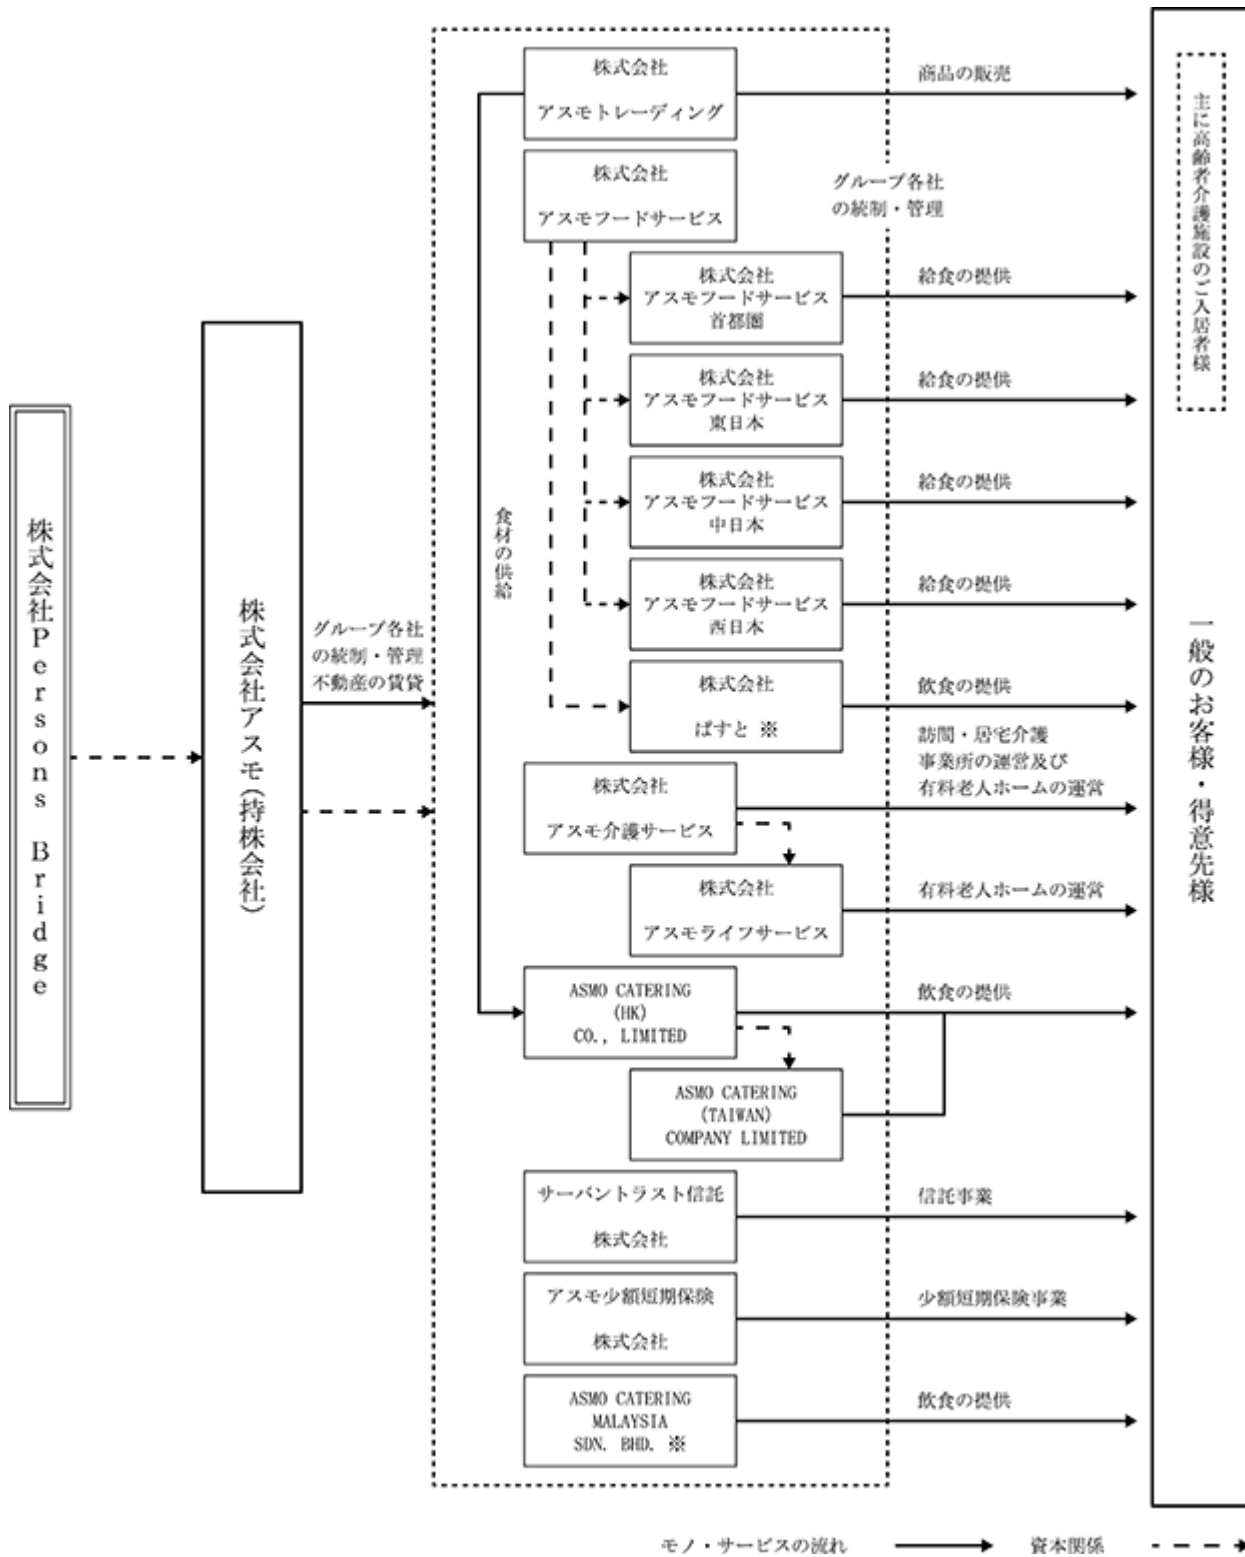 株式会社Persons Bridge
株式会社アスモ(持株会社)
グループ各社
の統制・管理
不動産の賃貸
食材の供給
株式会社
アスモトレーディング
商品の販売
株式会社
アスモフードサービス
グループ各社
の統制・管理
株式会社
アスモフードサービス
首都圏
給食の提供
株式会社
アスモフードサービス
東日本
給食の提供
株式会社
アスモフードサービス
中日本
給食の提供
株式会社
アスモフードサービス
西日本
給食の提供
株式会社
ぱすと ※
飲食の提供
株式会社
アスモ介護サービス
訪問・居宅介護
事業所の運営及び
有料老人ホームの運営
株式会社
アスモライフサービス
有料老人ホームの運営
ASMO CATERING
(HK)
CO., LIMITED
飲食の提供
ASMO CATERING
(TAIWAN)
COMPANY LIMITED
サーバントラスト信託
株式会社
信託事業
アスモ少額短期保険
株式会社
少額短期保険事業
ASMO CATERING
MALAYSIA
SDN. BHD. ※
飲食の提供
主に高齢者介護施設のご入居者様
一般のお客様・得意先様
モノ・サービスの流れ
資本関係